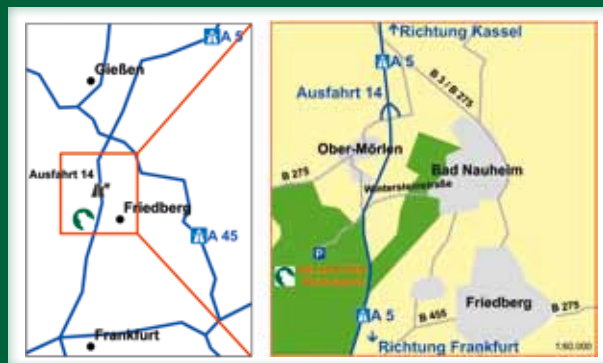 A 5
Gießen
Ausfahrt 14
Friedberg
A 45
Frankfurt
Richtung Kassel
A 5
B 3 / B 275
Ausfahrt 14
Ober-Mörlen
Bad Nauheim
B 275
Wintersteinstraße
P
A 5
Friedberg
B 455
B 275
Richtung Frankfurt
1:60.000